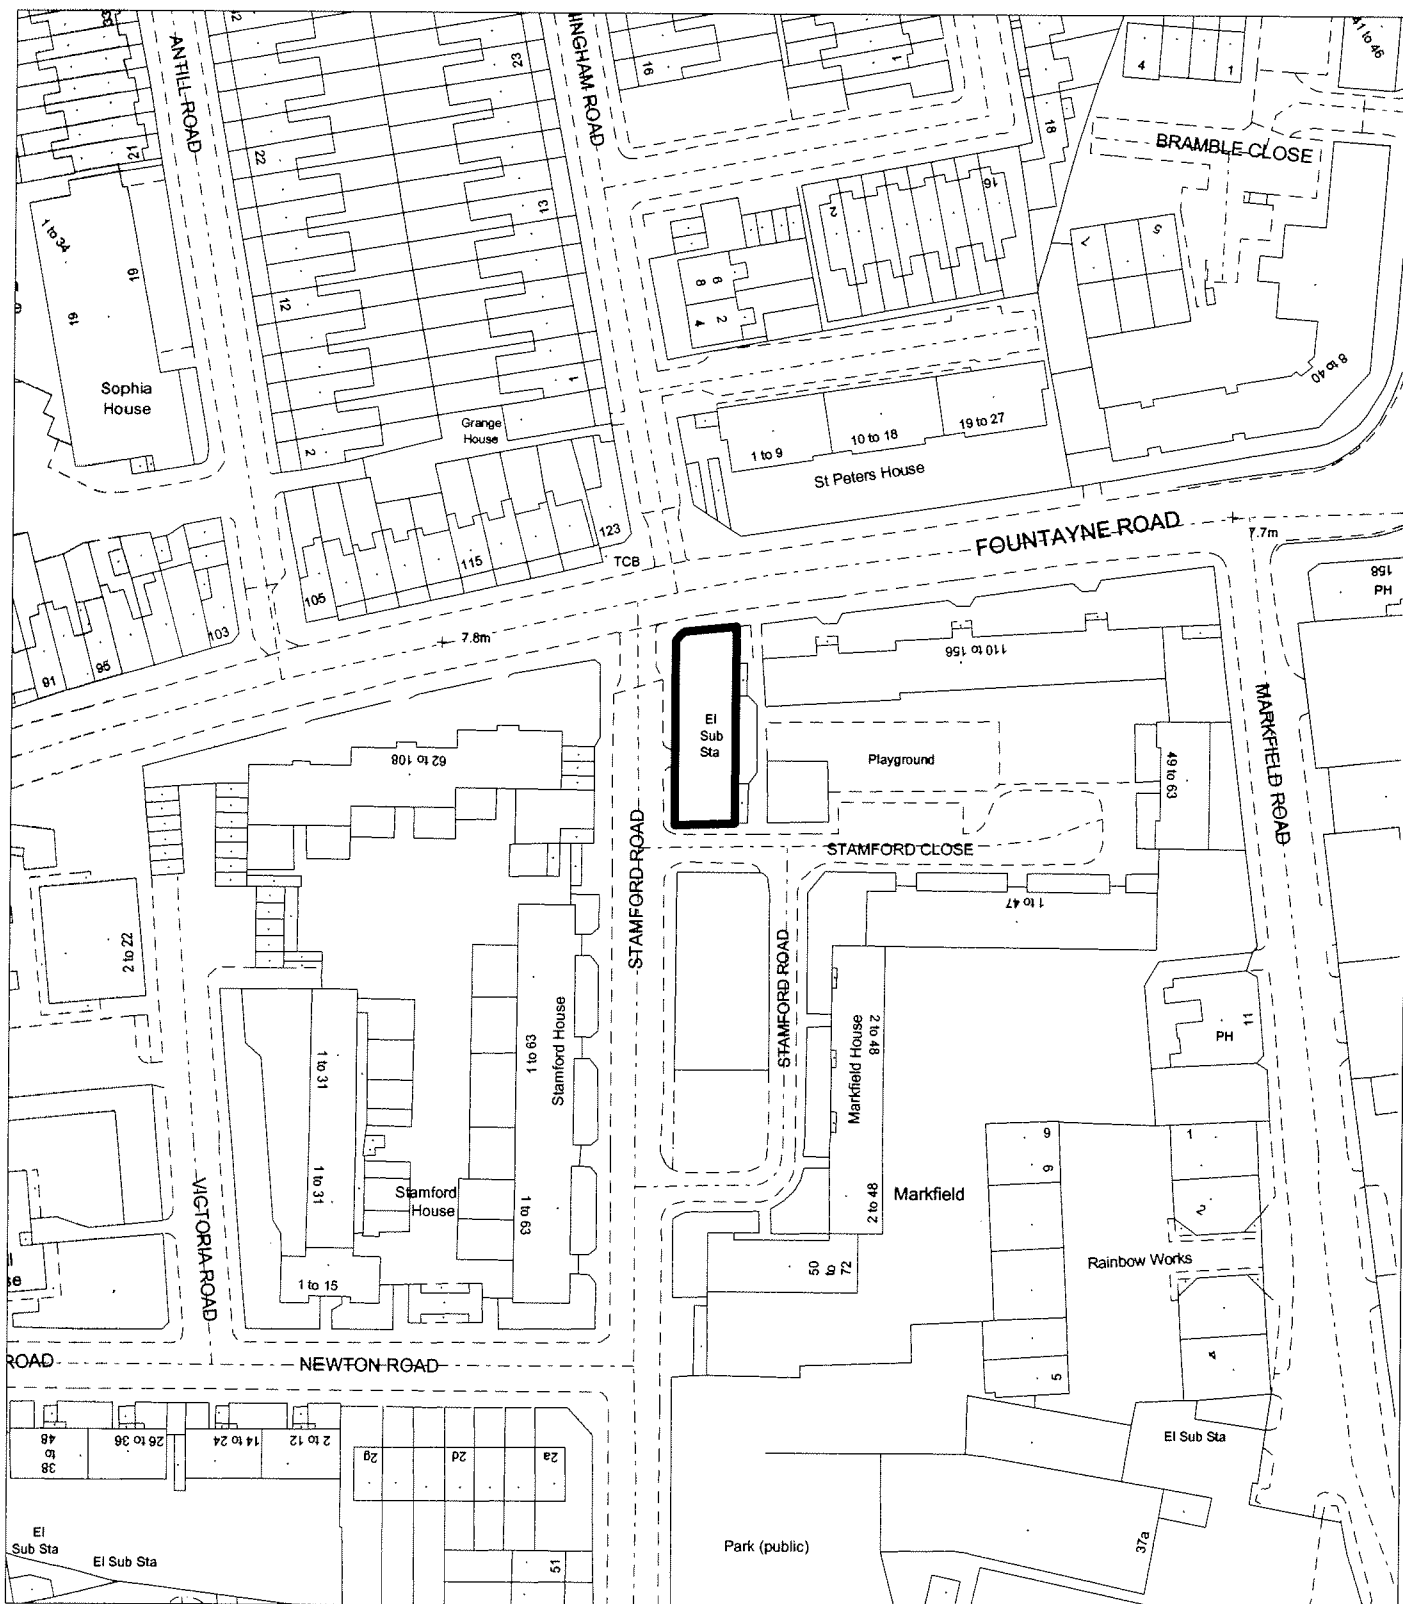 33
ANTILL ROAD
42
23
HINGHAM ROAD
16
1
4
1
41 to 46
18
BRAMBLE CLOSE
21
22
13
16
2
1 to 34
19
19
12
8
6
4
2
7
5
8 to 40
Sophia
House
1
2
Grange
House
1 to 9
10 to 18
19 to 27
St Peters House
FOUNTAYNE ROAD
7.7m
123
115
105
TCB
103
95
91
7.8m
158
PH
110 to 156
El
Sub
Sta
Playground
62 to 108
49 to 63
MARKFIELD ROAD
STAMFORD ROAD
STAMFORD CLOSE
1 to 47
2 to 22
STAMFORD ROAD
1 to 63
Stamford House
Markfield House
2 to 48
11
PH
1 to 31
1 to 31
9
6
1
2
VICTORIA ROAD
Stamford
House
1 to 63
2 to 48
Markfield
Rainbow Works
50
to
72
1 to 15
4
5
ROAD
NEWTON ROAD
38
to
48
26 to 36
14 to 24
2 to 12
2g
2d
2a
El Sub Sta
El
Sub Sta
El Sub Sta
51
Park (public)
37a